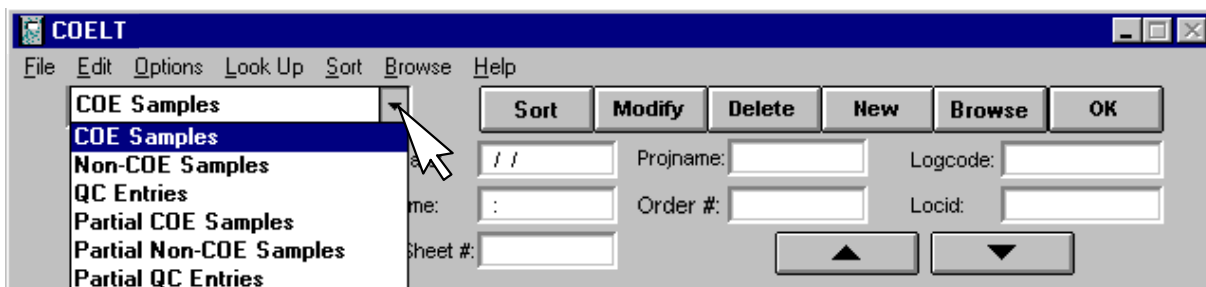 COELT
File Edit Options Look Up Sort Browse Help
COE Samples Sort Modify Delete New Browse OK
COE Samples
Non-COE Samples / / Projname: Logcode:
QC Entries
Partial COE Samples me: : Order #: Locid:
Partial Non-COE Samples Sheet #:
Partial QC Entries